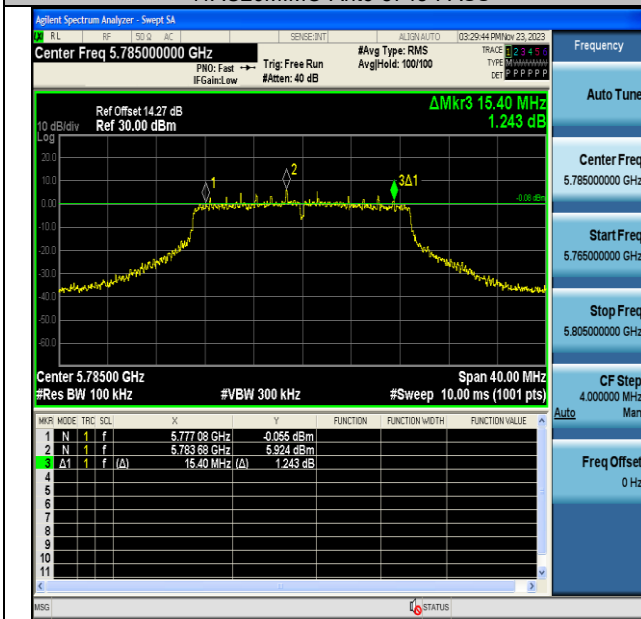 Agilent Spectrum Analyzer - Swept SA
RL RF 50 Ω AC SENSE:INT ALIGN AUTO 03:29:44 PM Nov 23, 2023
Center Freq 5.785000000 GHz
PNO: Fast
IFGain:Low
Trig: Free Run
#Atten: 40 dB
#Avg Type: RMS
Avg|Hold: 100/100
TRACE 1 2 3 4 5 6
TYPE M
DET P P P P P P
Frequency
Auto Tune
Center Freq
5.785000000 GHz
Start Freq
5.765000000 GHz
Stop Freq
5.805000000 GHz
CF Step
4.000000 MHz
Auto Man
Freq Offset
0 Hz
ΔMkr3 15.40 MHz
1.243 dB
Ref Offset 14.27 dB
10 dB/div Ref 30.00 dBm
Log
20.0
10.0
0.00
-10.0
-20.0
-30.0
-40.0
-50.0
-60.0
1
2
3Δ1
-0.08 dBm
Center 5.78500 GHz Span 40.00 MHz
#Res BW 100 kHz #VBW 300 kHz #Sweep 10.00 ms (1001 pts)
MKR MODE TRC SCL X Y FUNCTION FUNCTION WIDTH FUNCTION VALUE
1 N 1 f 5.777 08 GHz -0.055 dBm
2 N 1 f 5.783 68 GHz 5.924 dBm
3 Δ1 1 f (Δ) 15.40 MHz (Δ) 1.243 dB
4
5
6
7
8
9
10
11
MSG STATUS